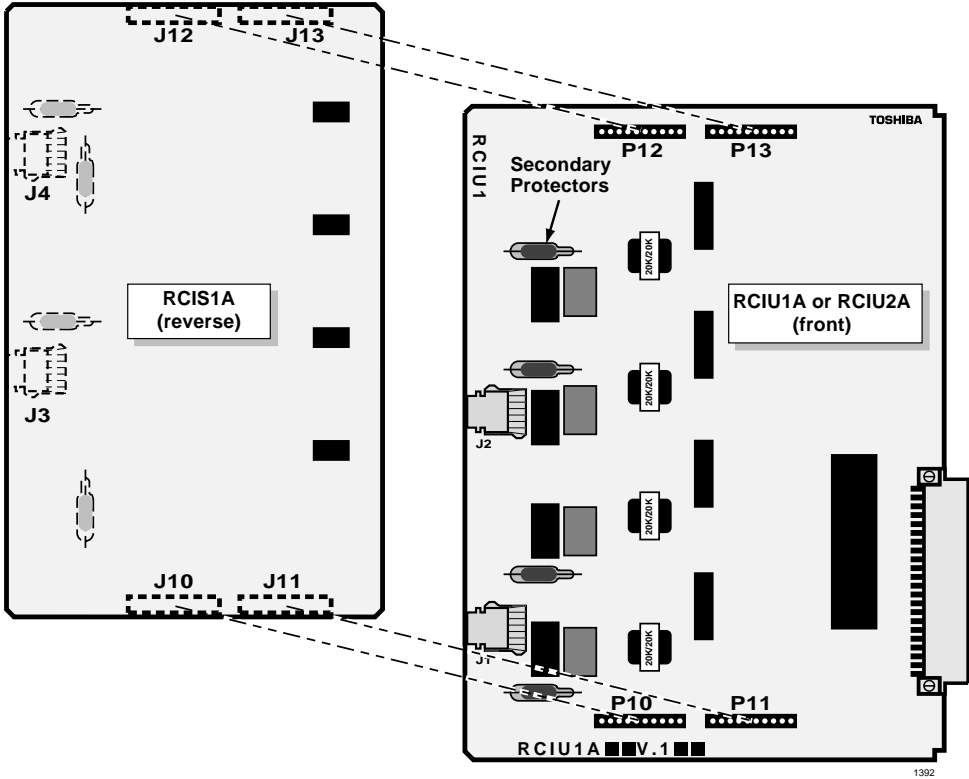 J12
J13
J4
RCIS1A
(reverse)
J3
J10
J11
TOSHIBA
RCIU1
P12
P13
Secondary
Protectors
20K/20K
RCIU1A or RCIU2A
(front)
20K/20K
J2
20K/20K
20K/20K
J1
P10
P11
RCIU1A V.1
1392